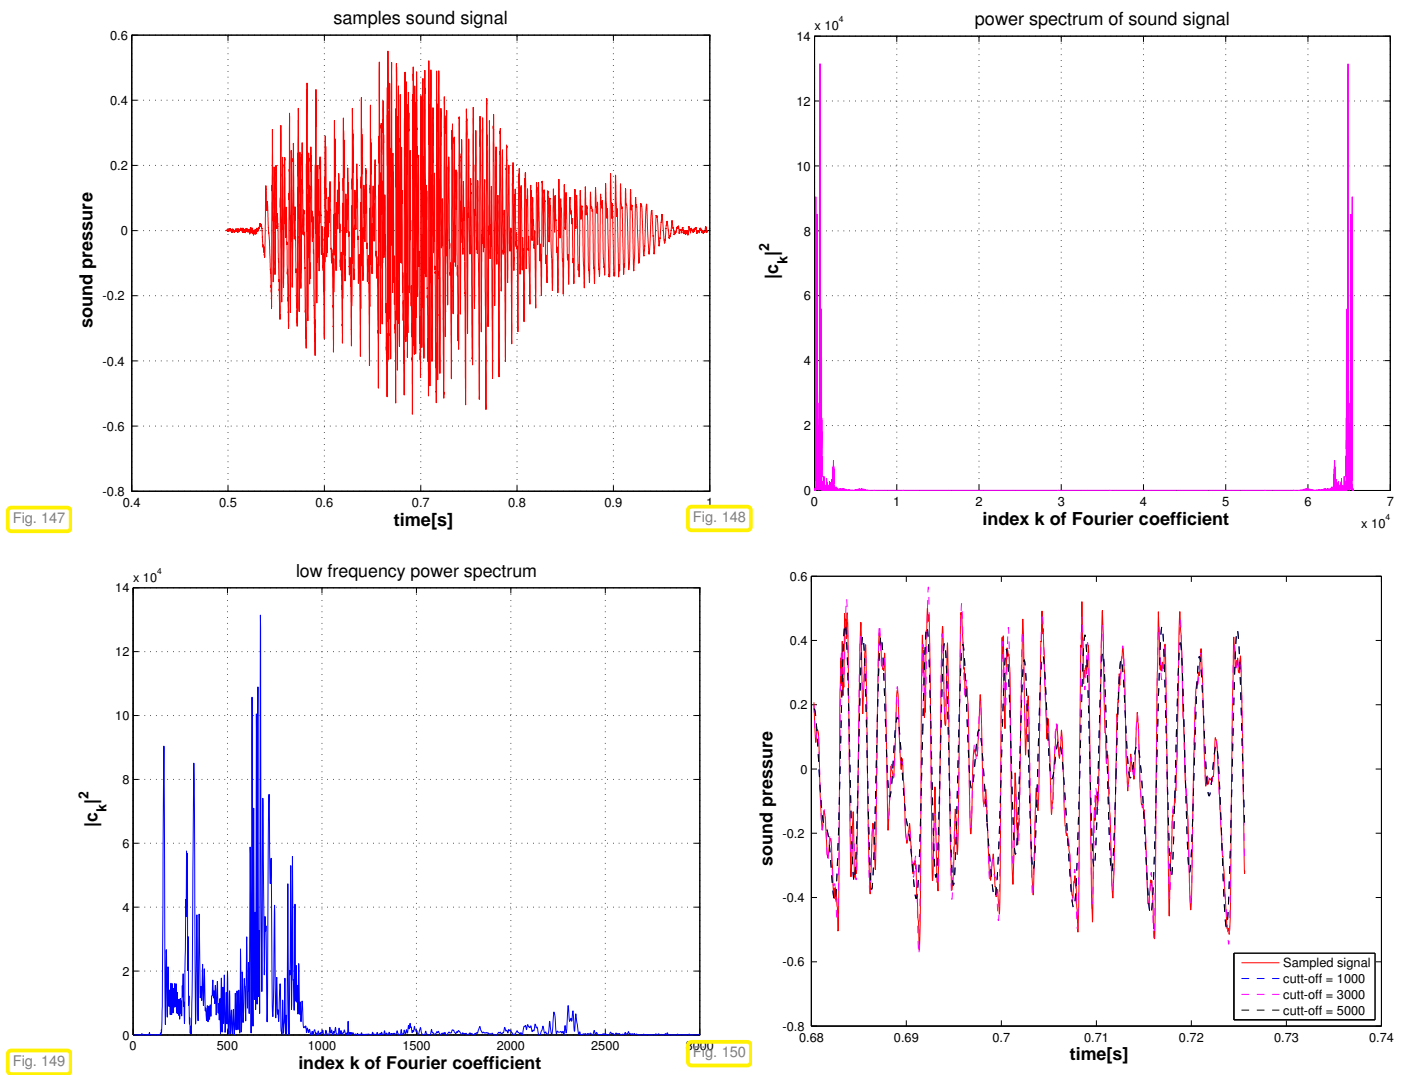 samples sound signal
0.6
0.4
0.2
0
-0.2
-0.4
-0.6
-0.8
sound pressure
0.4
0.5
0.6
0.7
0.8
0.9
1
time[s]
Fig. 147
power spectrum of sound signal
x 10^4
14
12
10
8
6
4
2
0
|c_k|^2
0
1
2
3
4
5
6
7
index k of Fourier coefficient
x 10^4
Fig. 148
low frequency power spectrum
x 10^4
14
12
10
8
6
4
2
0
|c_k|^2
0
500
1000
1500
2000
2500
3000
index k of Fourier coefficient
Fig. 149
0.6
0.4
0.2
0
-0.2
-0.4
-0.6
-0.8
sound pressure
Sampled signal
cutt-off = 1000
cutt-off = 3000
cutt-off = 5000
0.68
0.69
0.7
0.71
0.72
0.73
0.74
time[s]
Fig. 150